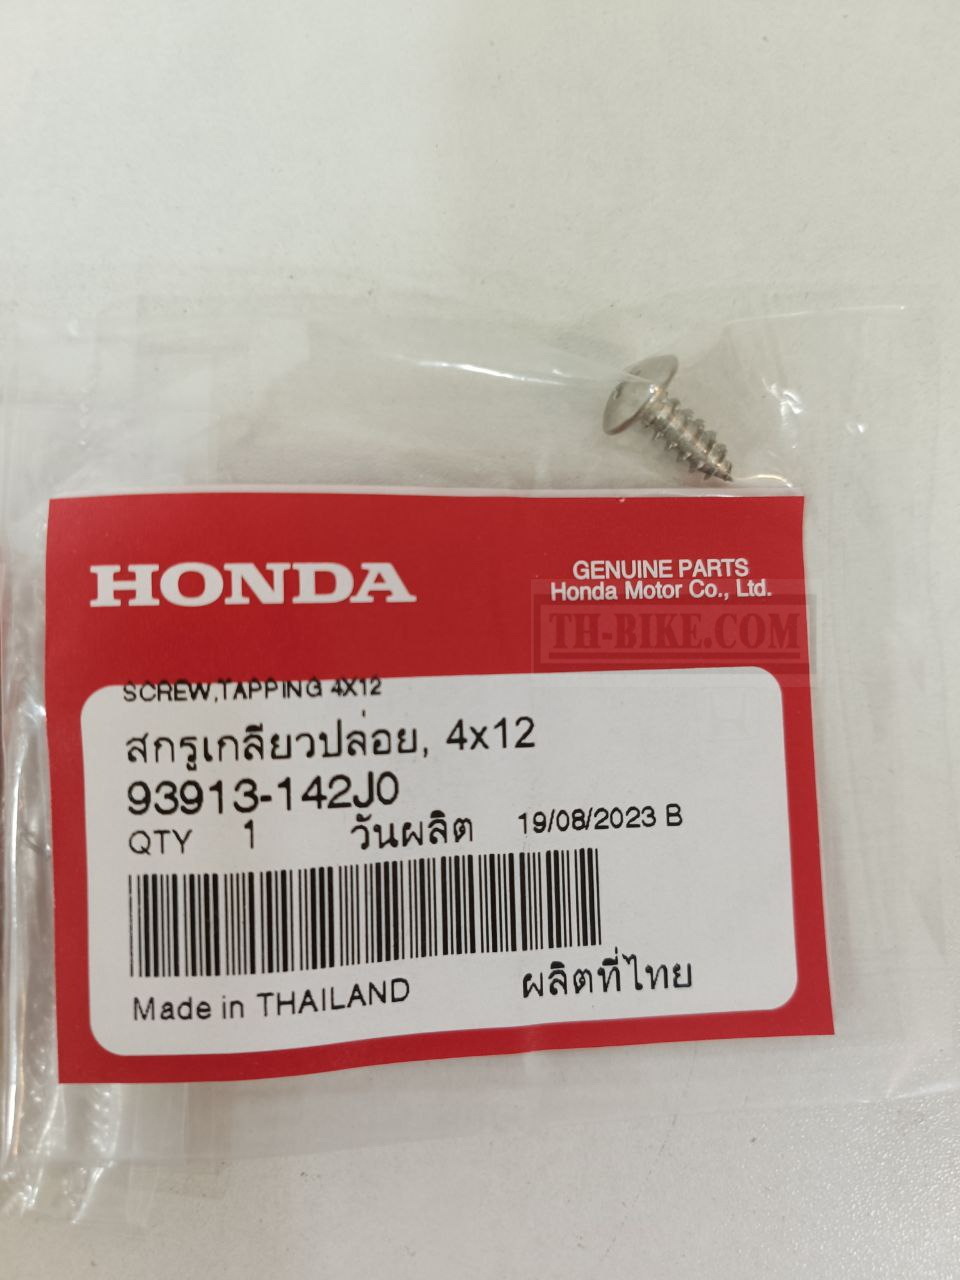 HONDA
GENUINE PARTS
Honda Motor Co., Ltd.
TH-BIKE.COM
SCREW,TAPPING 4X12
สกรูเกลียวปล่อย, 4x12
93913-142J0
QTY 1 วันผลิต 19/08/2023 B
Made in THAILAND ผลิตที่ไทย